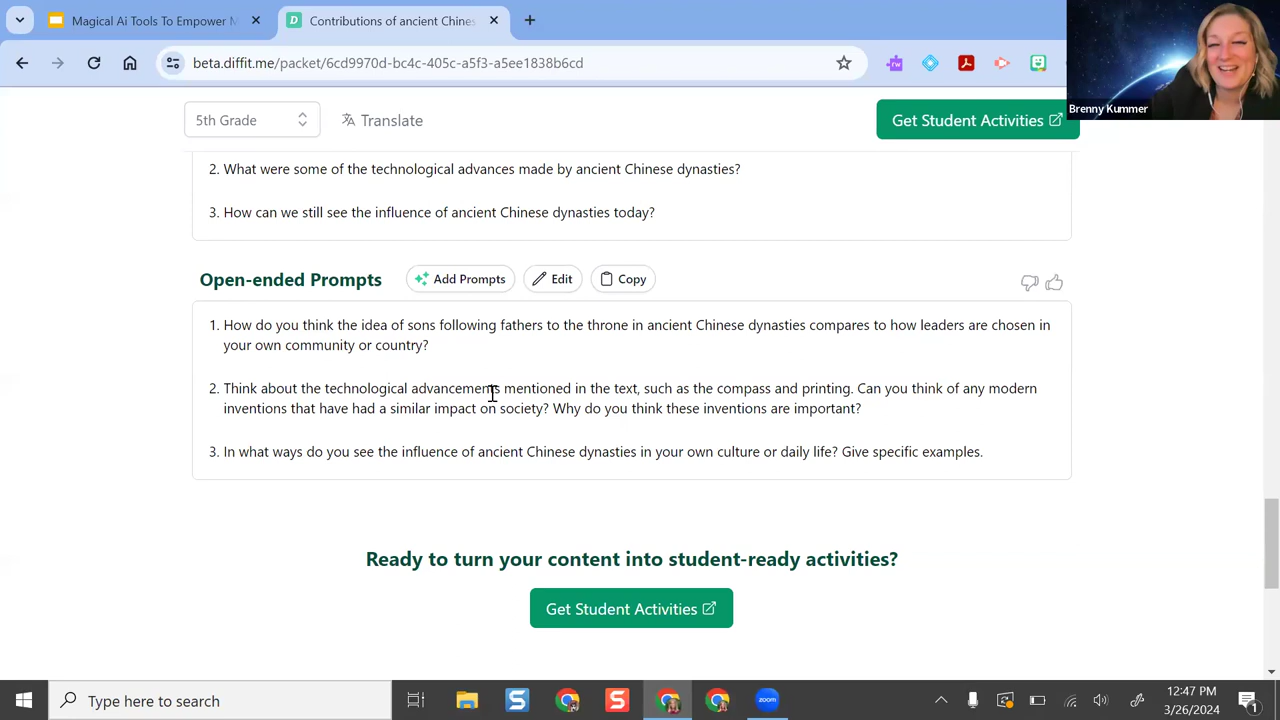 Magical Ai Tools To Empower M
Contributions of ancient Chines
beta.diffit.me/packet/6cd9970d-bc4c-405c-a5f3-a5ee1838b6cd
Brenny Kummer
5th Grade
Translate
Get Student Activities
2. What were some of the technological advances made by ancient Chinese dynasties?
3. How can we still see the influence of ancient Chinese dynasties today?
Open-ended Prompts
Add Prompts
Edit
Copy
1. How do you think the idea of sons following fathers to the throne in ancient Chinese dynasties compares to how leaders are chosen in
your own community or country?
2. Think about the technological advancements mentioned in the text, such as the compass and printing. Can you think of any modern
inventions that have had a similar impact on society? Why do you think these inventions are important?
3. In what ways do you see the influence of ancient Chinese dynasties in your own culture or daily life? Give specific examples.
Ready to turn your content into student-ready activities?
Get Student Activities
Type here to search
zoom
12:47 PM
3/26/2024
1